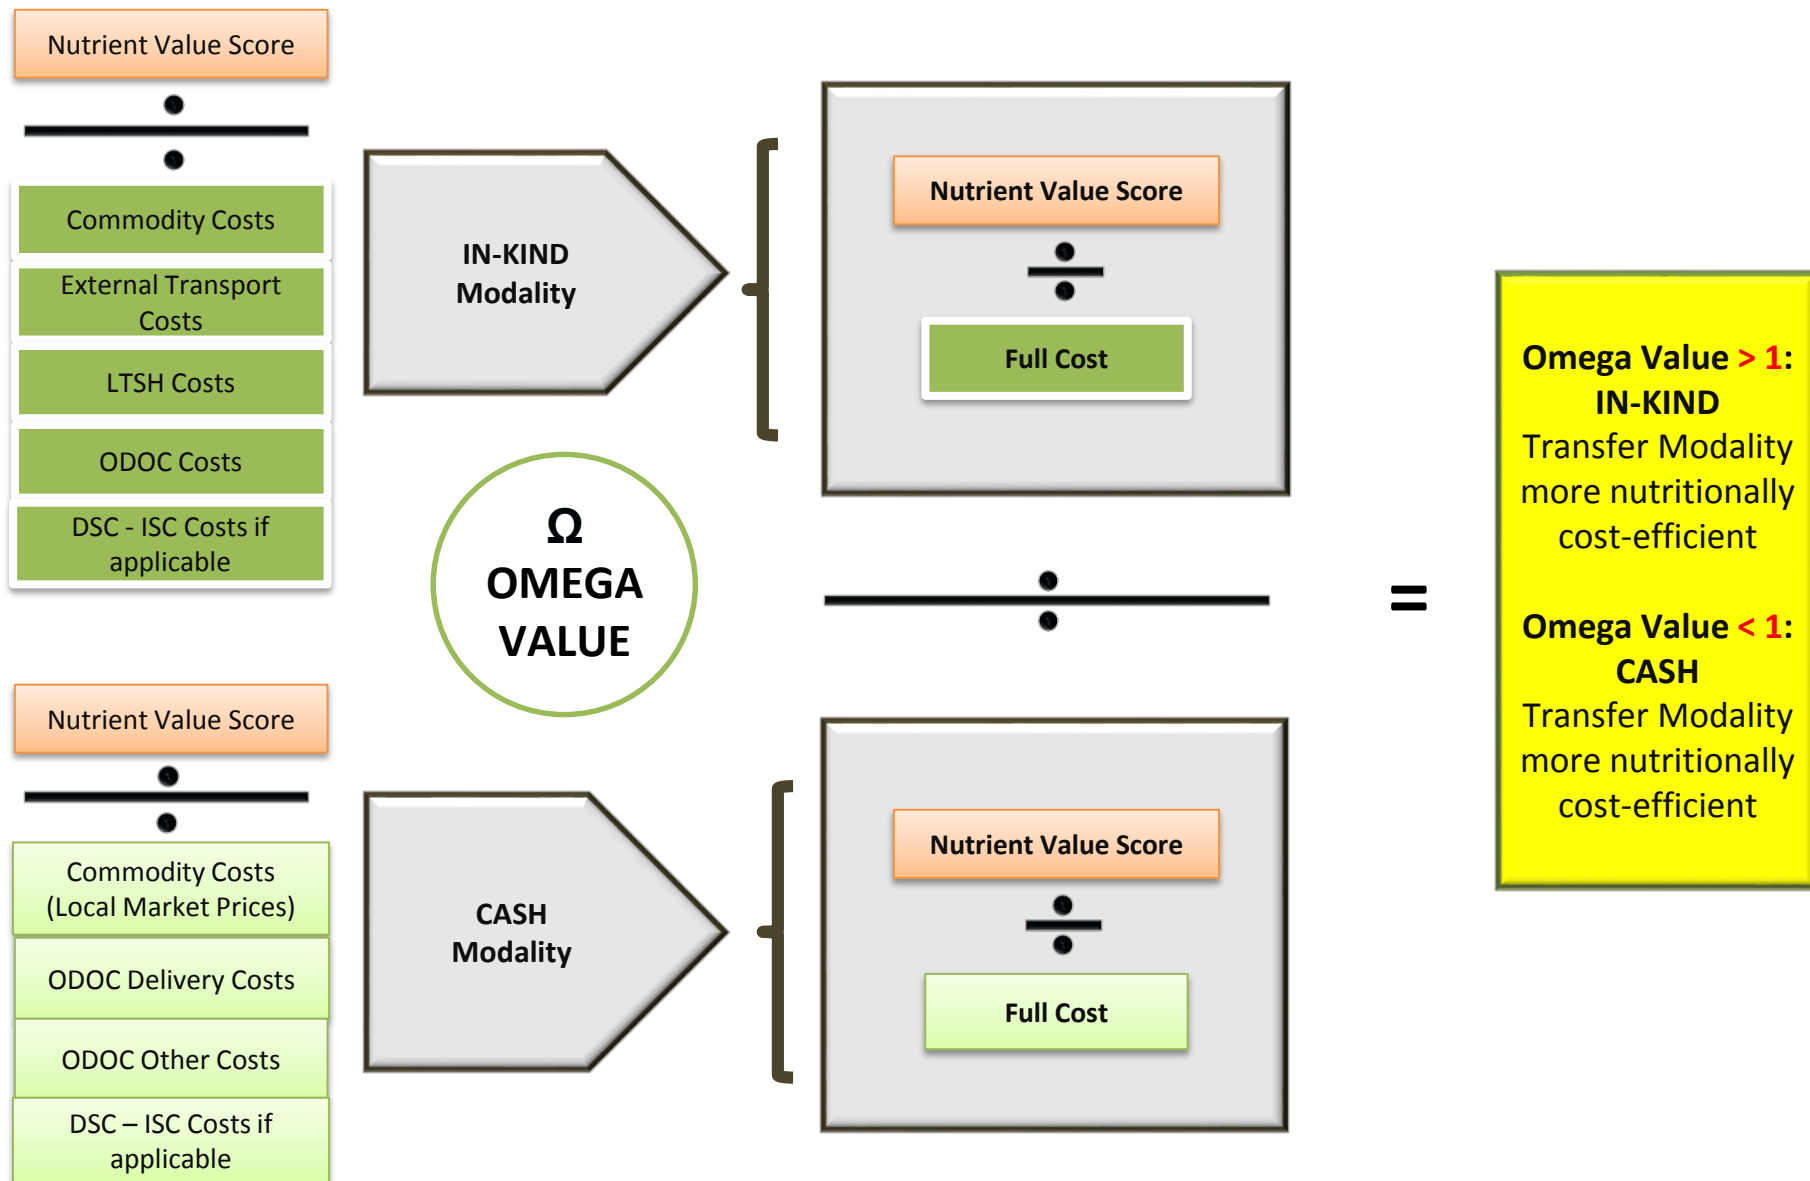 Nutrient Value Score
Commodity Costs
External Transport
Costs
LTSH Costs
ODOC Costs
DSC - ISC Costs if
applicable
IN-KIND
Modality
Nutrient Value Score
Full Cost
Ω
OMEGA
VALUE
=
Omega Value > 1:
IN-KIND
Transfer Modality
more nutritionally
cost-efficient
Omega Value < 1:
CASH
Transfer Modality
more nutritionally
cost-efficient
Nutrient Value Score
Commodity Costs
(Local Market Prices)
ODOC Delivery Costs
ODOC Other Costs
DSC – ISC Costs if
applicable
CASH
Modality
Nutrient Value Score
Full Cost